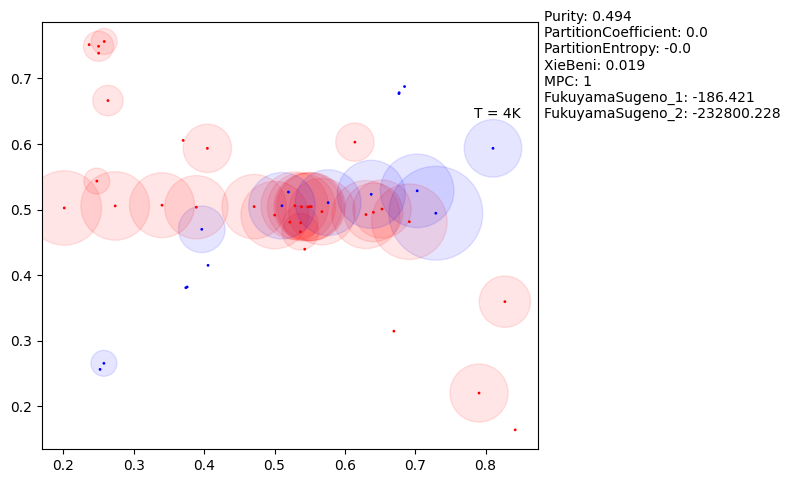 Purity: 0.494
PartitionCoefficient: 0.0
PartitionEntropy: -0.0
XieBeni: 0.019
MPC: 1
FukuyamaSugeno_1: -186.421
FukuyamaSugeno_2: -232800.228
T = 4K
0.7
0.6
0.5
0.4
0.3
0.2
0.2 0.3 0.4 0.5 0.6 0.7 0.8